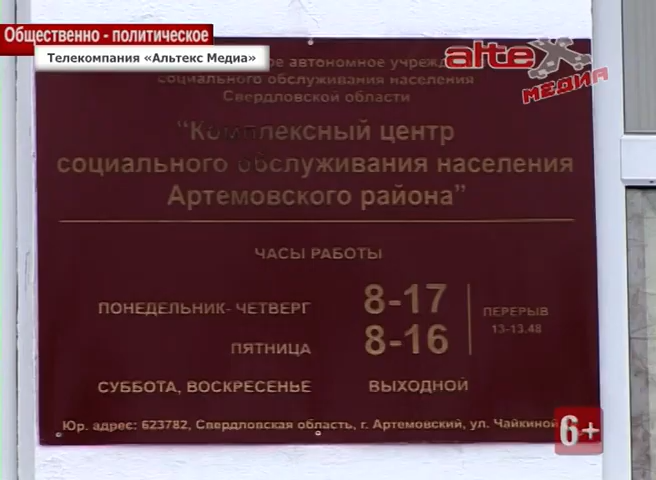 Общественно - политическое
Телекомпания «Альтекс Медиа»
alteX
МЕДИА
автономное
социального обслуживания населения
Свердловской области
“Комплексный центр
социального обслуживания населения
Артемовского района”
ЧАСЫ РАБОТЫ
ПОНЕДЕЛЬНИК- ЧЕТВЕРГ 8-17
ПЯТНИЦА 8-16
ПЕРЕРЫВ
13-13.48
СУББОТА, ВОСКРЕСЕНЬЕ ВЫХОДНОЙ
Юр. адрес: 623782, Свердловская область, г. Артемовский, ул. Чайкиной
6+